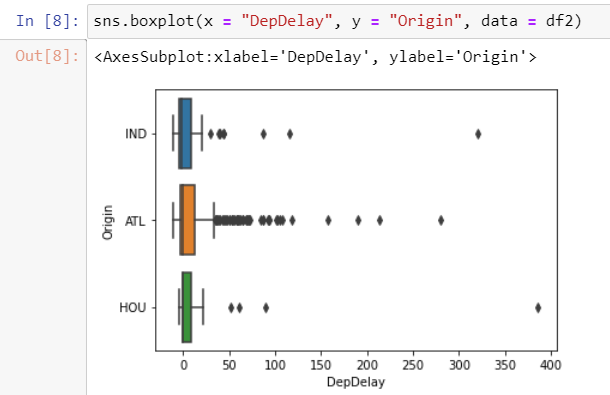 In [8]: sns.boxplot(x = "DepDelay", y = "Origin", data = df2)
Out[8]: <AxesSubplot:xlabel='DepDelay', ylabel='Origin'>
IND
ATL
HOU
Origin
0 50 100 150 200 250 300 350 400
DepDelay